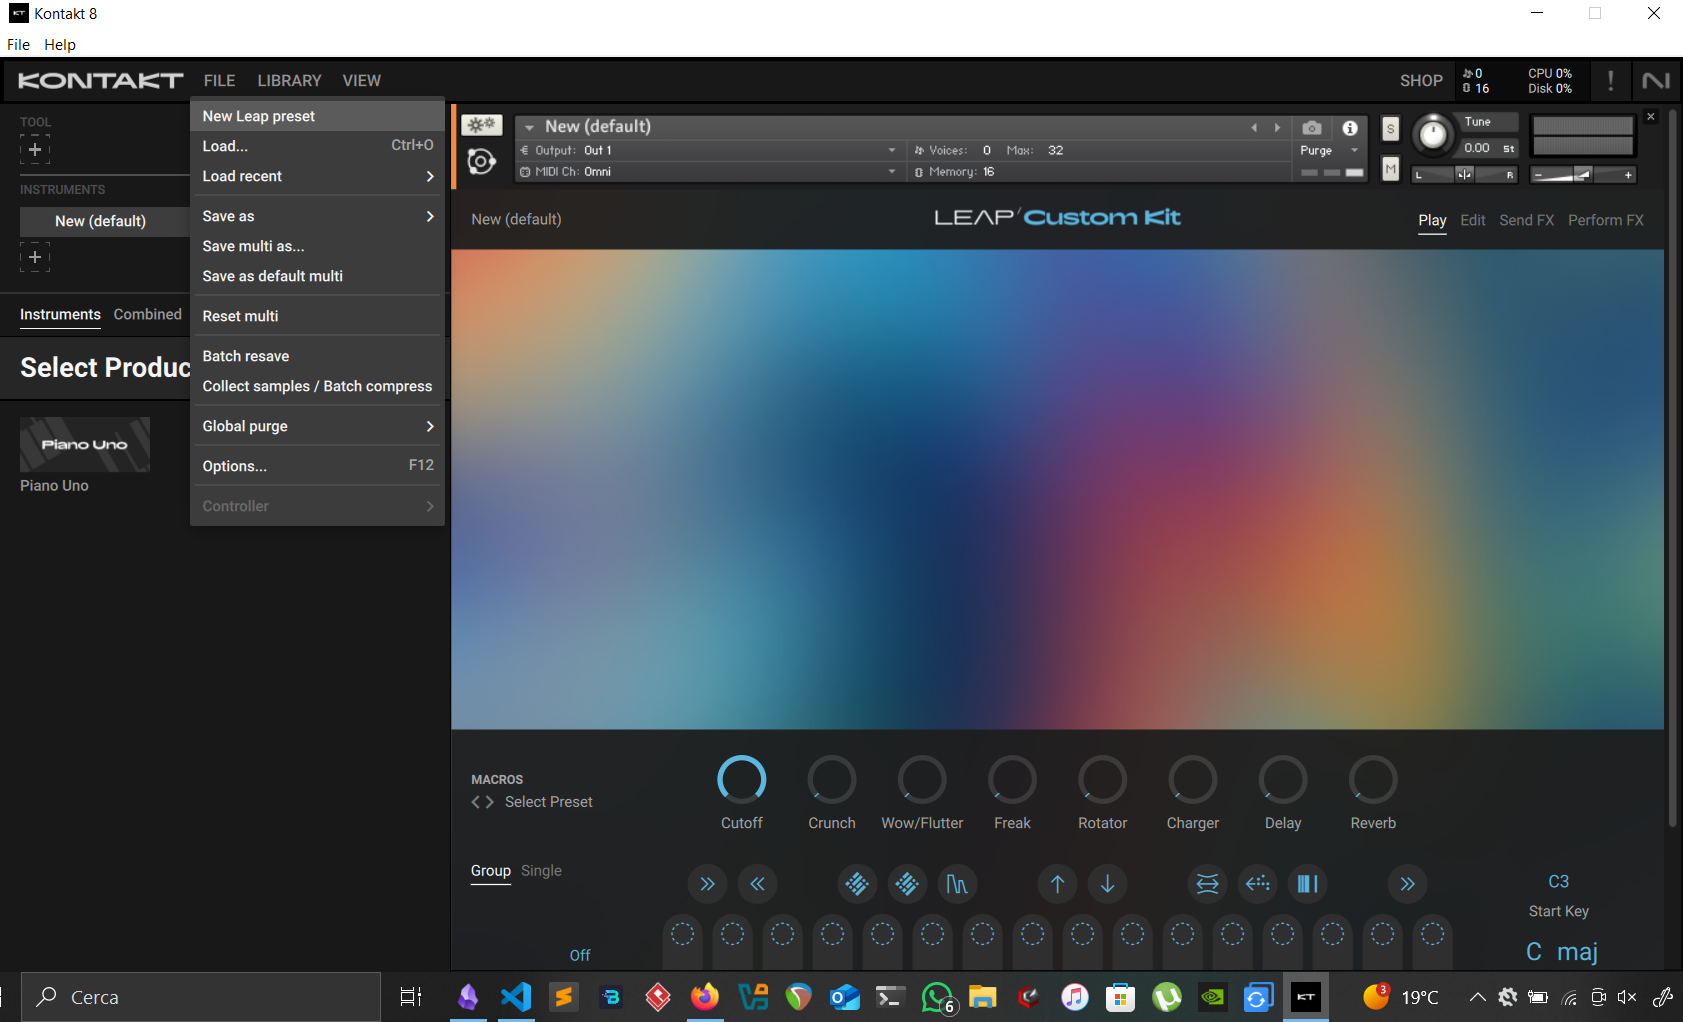 Kontakt 8
File Help
KONTAKT FILE LIBRARY VIEW SHOP 0 16 CPU 0% Disk 0% !
New Leap preset
Load... Ctrl+O
Load recent
Save as
Save multi as...
Save as default multi
Reset multi
Batch resave
Collect samples / Batch compress
Global purge
Options... F12
Controller
TOOL
+
INSTRUMENTS
New (default)
+
Instruments Combined
Select Produc
Piano Uno
Piano Uno
New (default)
Output: Out 1 Voices: 0 Max: 32 Purge
MIDI Ch: Omni Memory: 16
S
M
Tune
0.00 st
L R - +
New (default) LEAP Custom Kit Play Edit Send FX Perform FX
MACROS
Select Preset
Cutoff Crunch Wow/Flutter Freak Rotator Charger Delay Reverb
Group Single
C3
Start Key
Off
C maj
Cerca 6 KT 3 19°C